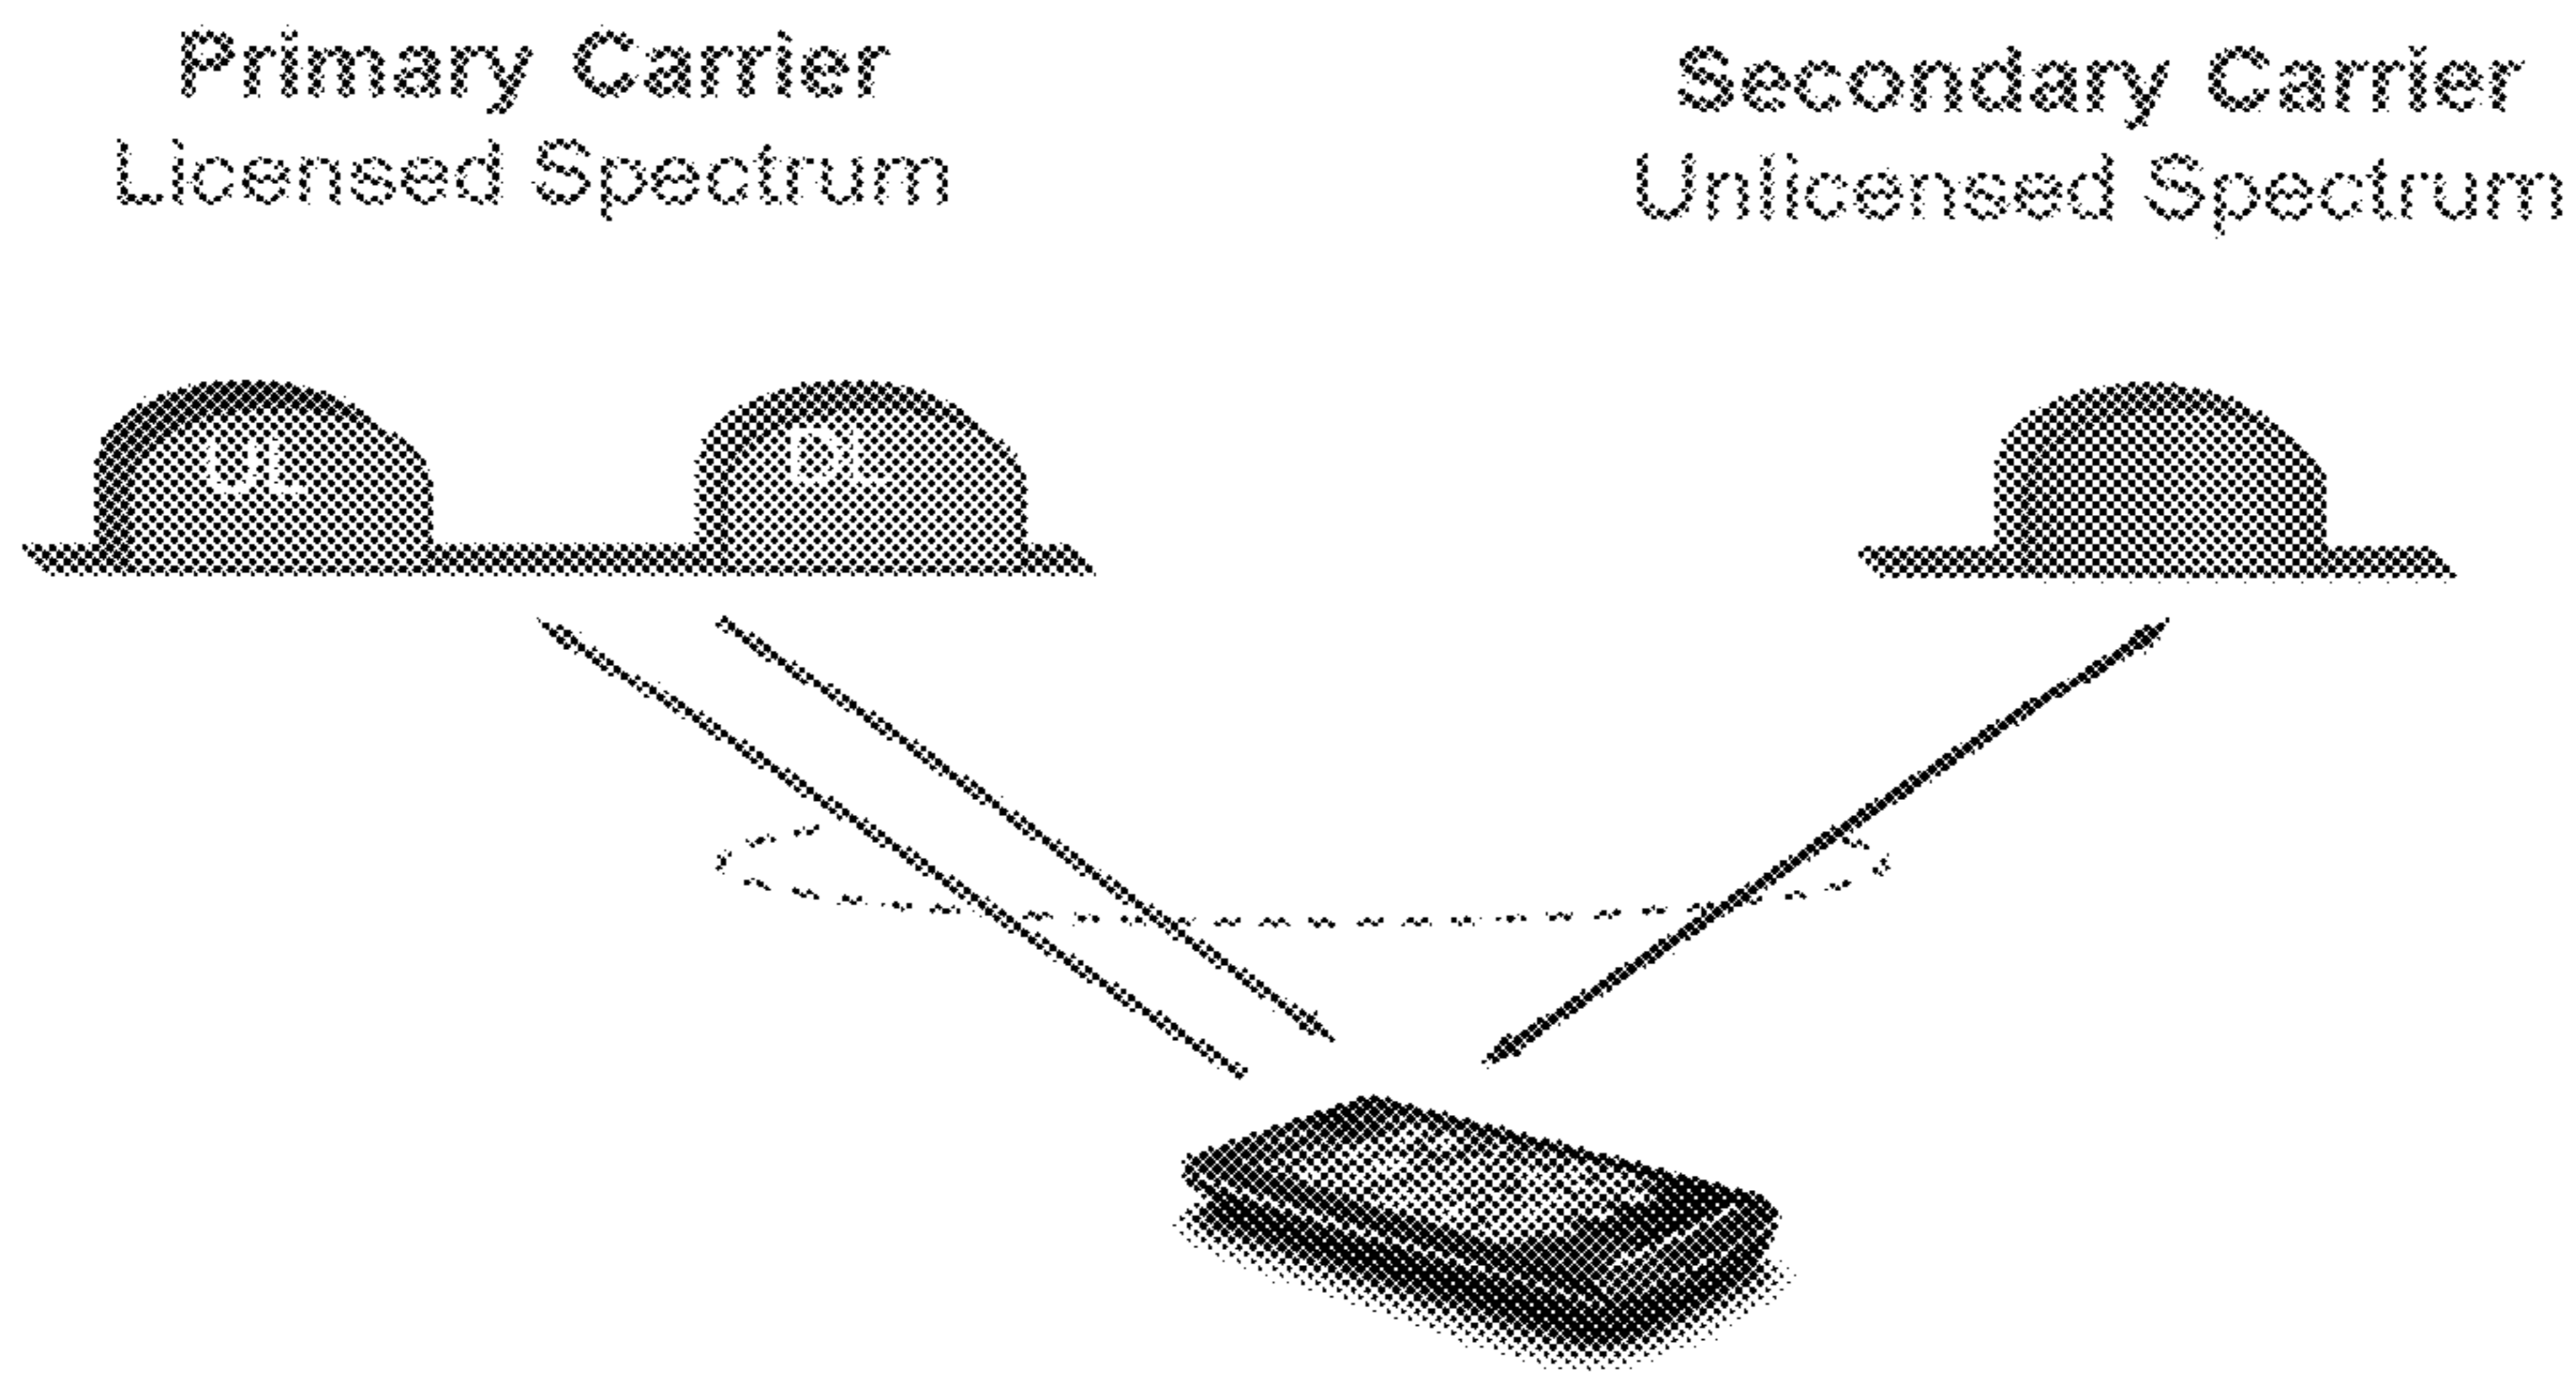 Primary Carrier
Licensed Spectrum
Secondary Carrier
Unlicensed Spectrum
UL
DL